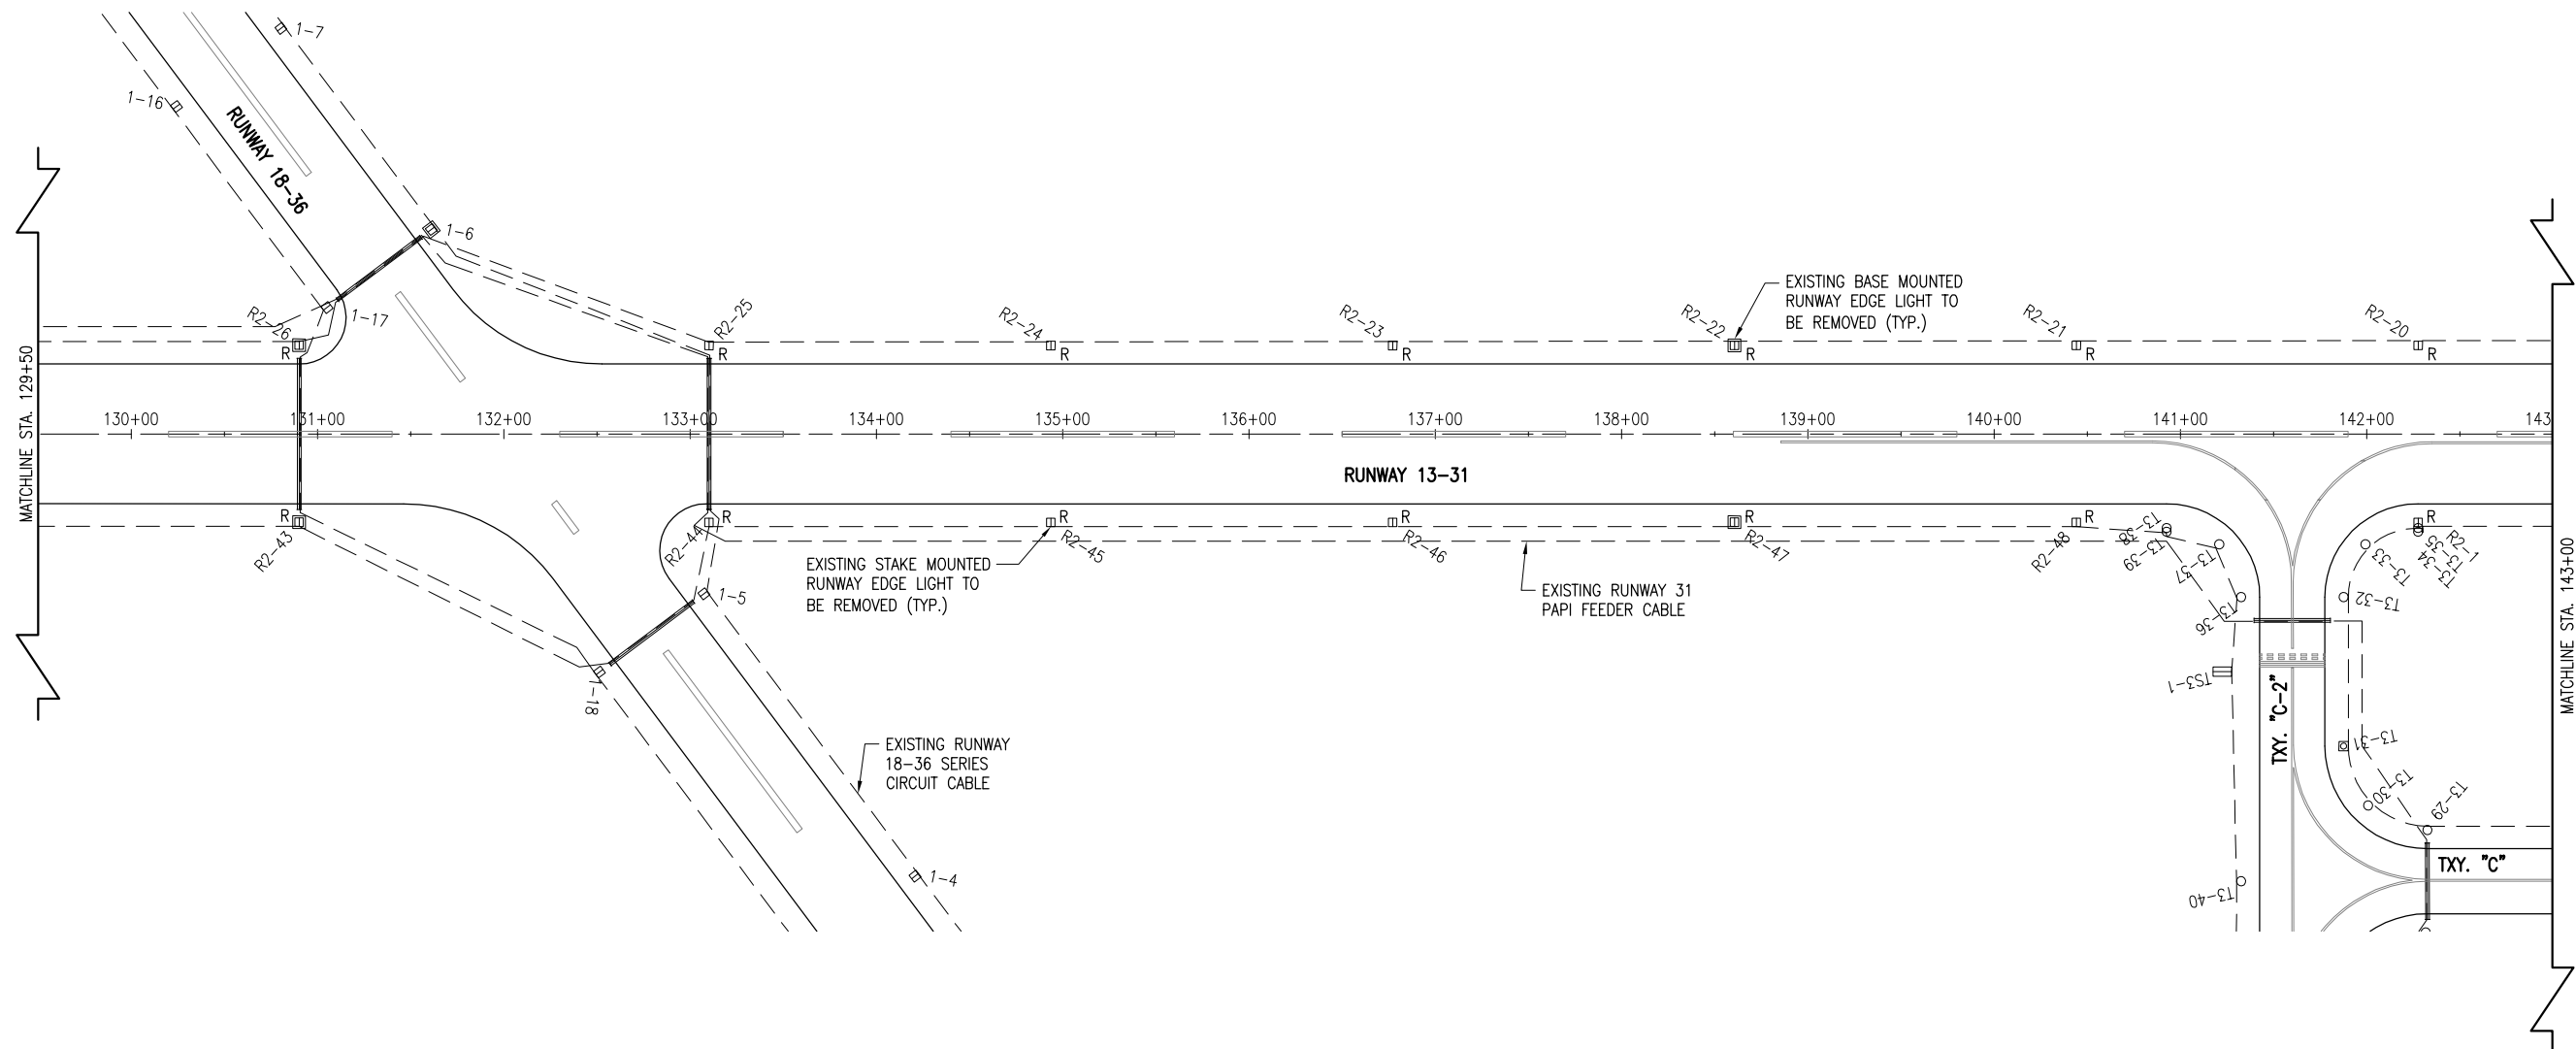 1-7
1-16
RUNWAY 18-36
1-6
1-17
R2-26
R
R2-25
R
R2-24
R
R2-23
R
R2-22
R
EXISTING BASE MOUNTED
RUNWAY EDGE LIGHT TO
BE REMOVED (TYP.)
R2-21
R
R2-20
R
MATCHLINE STA. 129+50
130+00
131+00
132+00
133+00
134+00
135+00
136+00
137+00
138+00
139+00
140+00
141+00
142+00
143
RUNWAY 13-31
R
R2-43
R
R2-44
R
R2-45
R
R2-46
R
R2-47
R
R2-48
T3-38
T3-39
T3-37
T3-36
R
R2-1
T3-35
T3-34
T3-33
T3-32
EXISTING STAKE MOUNTED
RUNWAY EDGE LIGHT TO
BE REMOVED (TYP.)
EXISTING RUNWAY 31
PAPI FEEDER CABLE
1-5
1-18
TS3-1
TXY. "C-2"
T3-31
T3-30
T3-29
EXISTING RUNWAY
18-36 SERIES
CIRCUIT CABLE
1-4
T3-40
TXY. "C"
MATCHLINE STA. 143+00